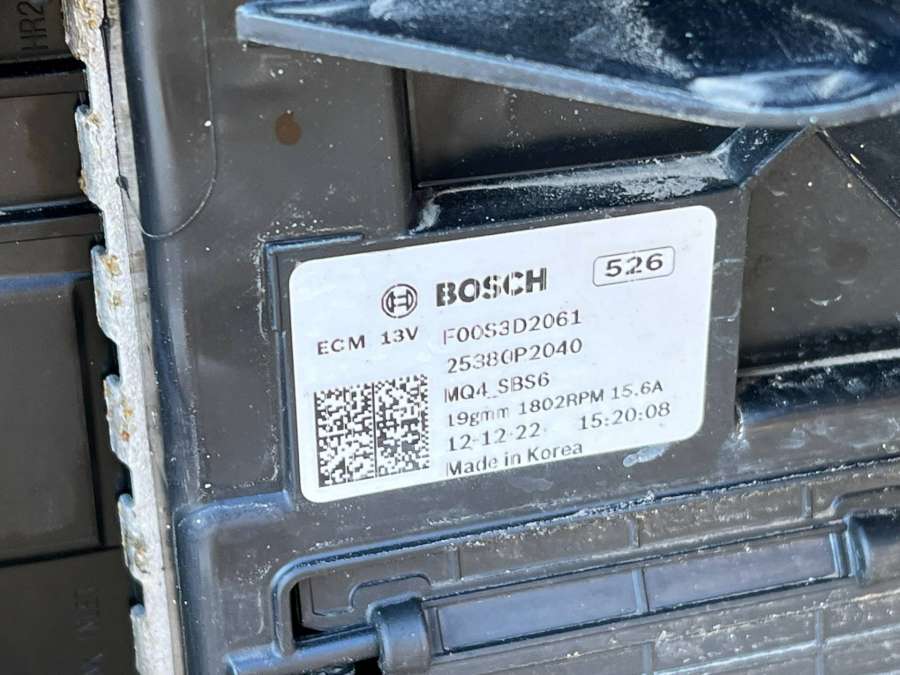 HR2
BOSCH
526
ECM 13V
F00S3D2061
25380P2040
MQ4_SBS6
19gmm 1802RPM 15.6A
12-12-22 15:20:08
Made in Korea